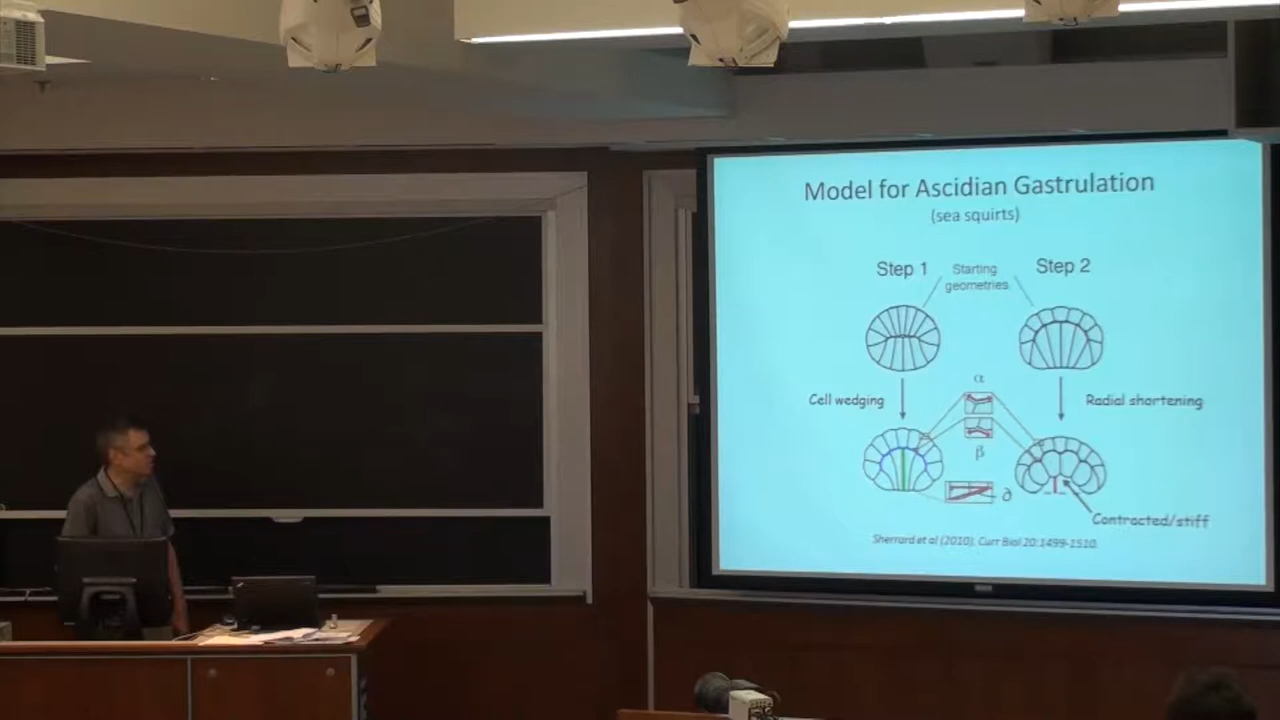 Model for Ascidian Gastrulation
(sea squirts)
Step 1
Starting
geometries
Step 2
α
Cell wedging
Radial shortening
β
∂
Contracted/stiff
Sherrard et al (2010). Curr Biol 20:1499-1510.